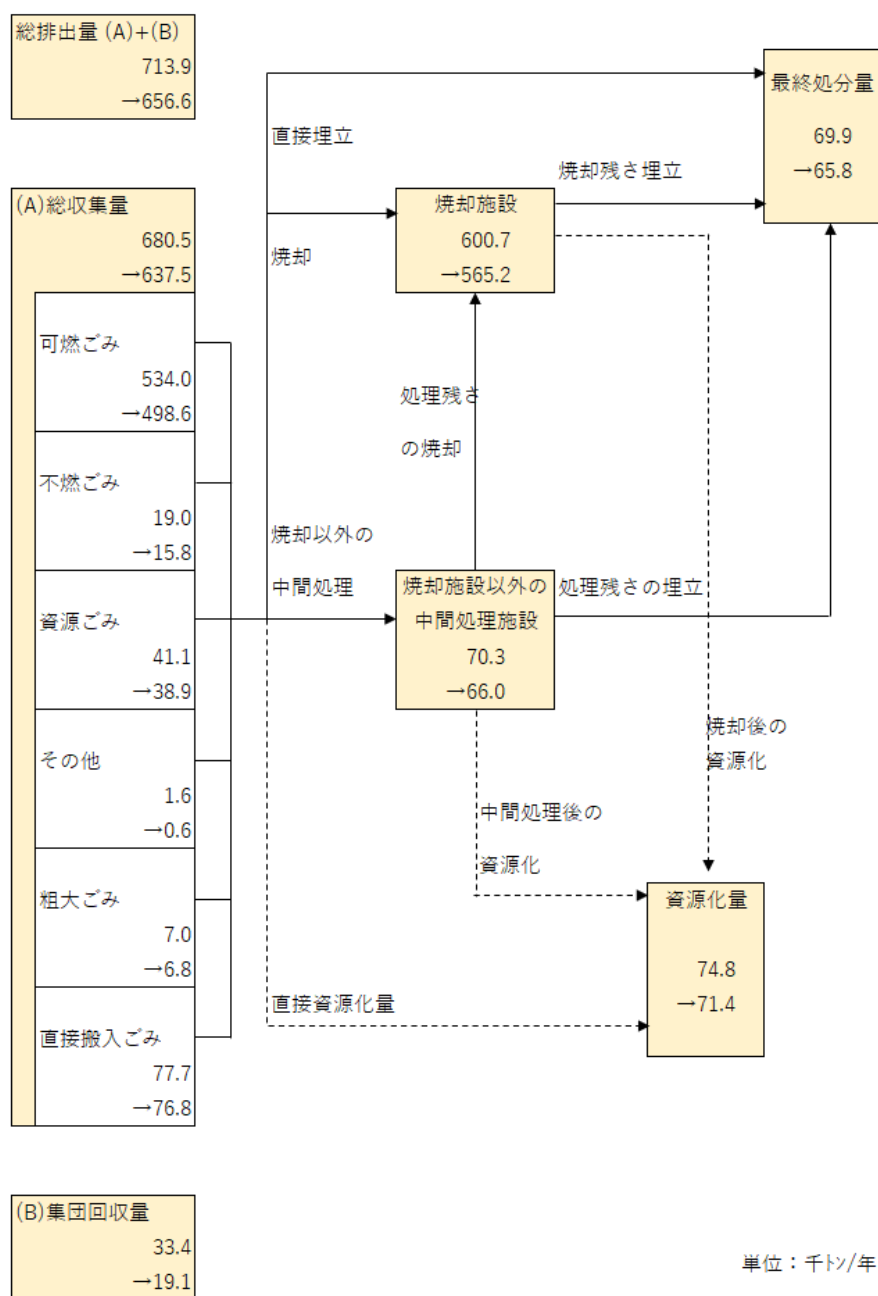 総排出量 (A)+(B)
713.9
→656.6
最終処分量
69.9
→65.8
直接埋立
焼却残さ埋立
(A)総収集量
680.5
→637.5
焼却施設
600.7
→565.2
焼却
可燃ごみ
534.0
→498.6
処理残さ
の焼却
不燃ごみ
19.0
→15.8
焼却以外の
中間処理
焼却施設以外の
中間処理施設
70.3
→66.0
処理残さの埋立
資源ごみ
41.1
→38.9
焼却後の
資源化
その他
1.6
→0.6
中間処理後の
資源化
粗大ごみ
7.0
→6.8
資源化量
74.8
→71.4
直接資源化量
直接搬入ごみ
77.7
→76.8
(B)集団回収量
33.4
→19.1
単位：千㌧/年